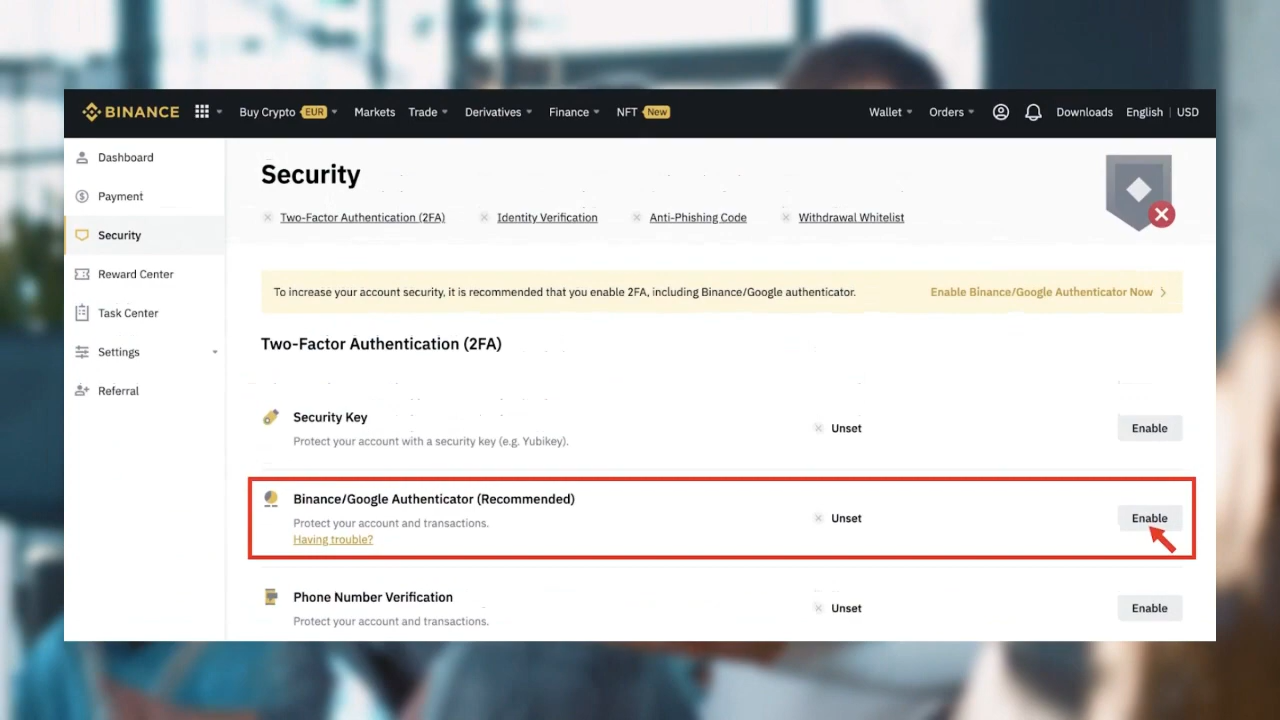 BINANCE Buy Crypto EUR Markets Trade Derivatives Finance NFT New Wallet Orders Downloads English | USD
Dashboard
Payment
Security
Reward Center
Task Center
Settings
Referral
Security
Two-Factor Authentication (2FA) Identity Verification Anti-Phishing Code Withdrawal Whitelist
To increase your account security, it is recommended that you enable 2FA, including Binance/Google authenticator. Enable Binance/Google Authenticator Now
Two-Factor Authentication (2FA)
Security Key
Protect your account with a security key (e.g. Yubikey).
Unset Enable
Binance/Google Authenticator (Recommended)
Protect your account and transactions.
Having trouble?
Unset Enable
Phone Number Verification
Protect your account and transactions.
Unset Enable